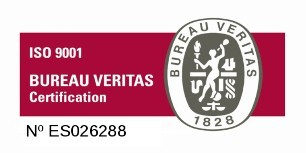 ISO 9001
BUREAU VERITAS
Certification
Nº ES026288
BUREAU VERITAS
1828